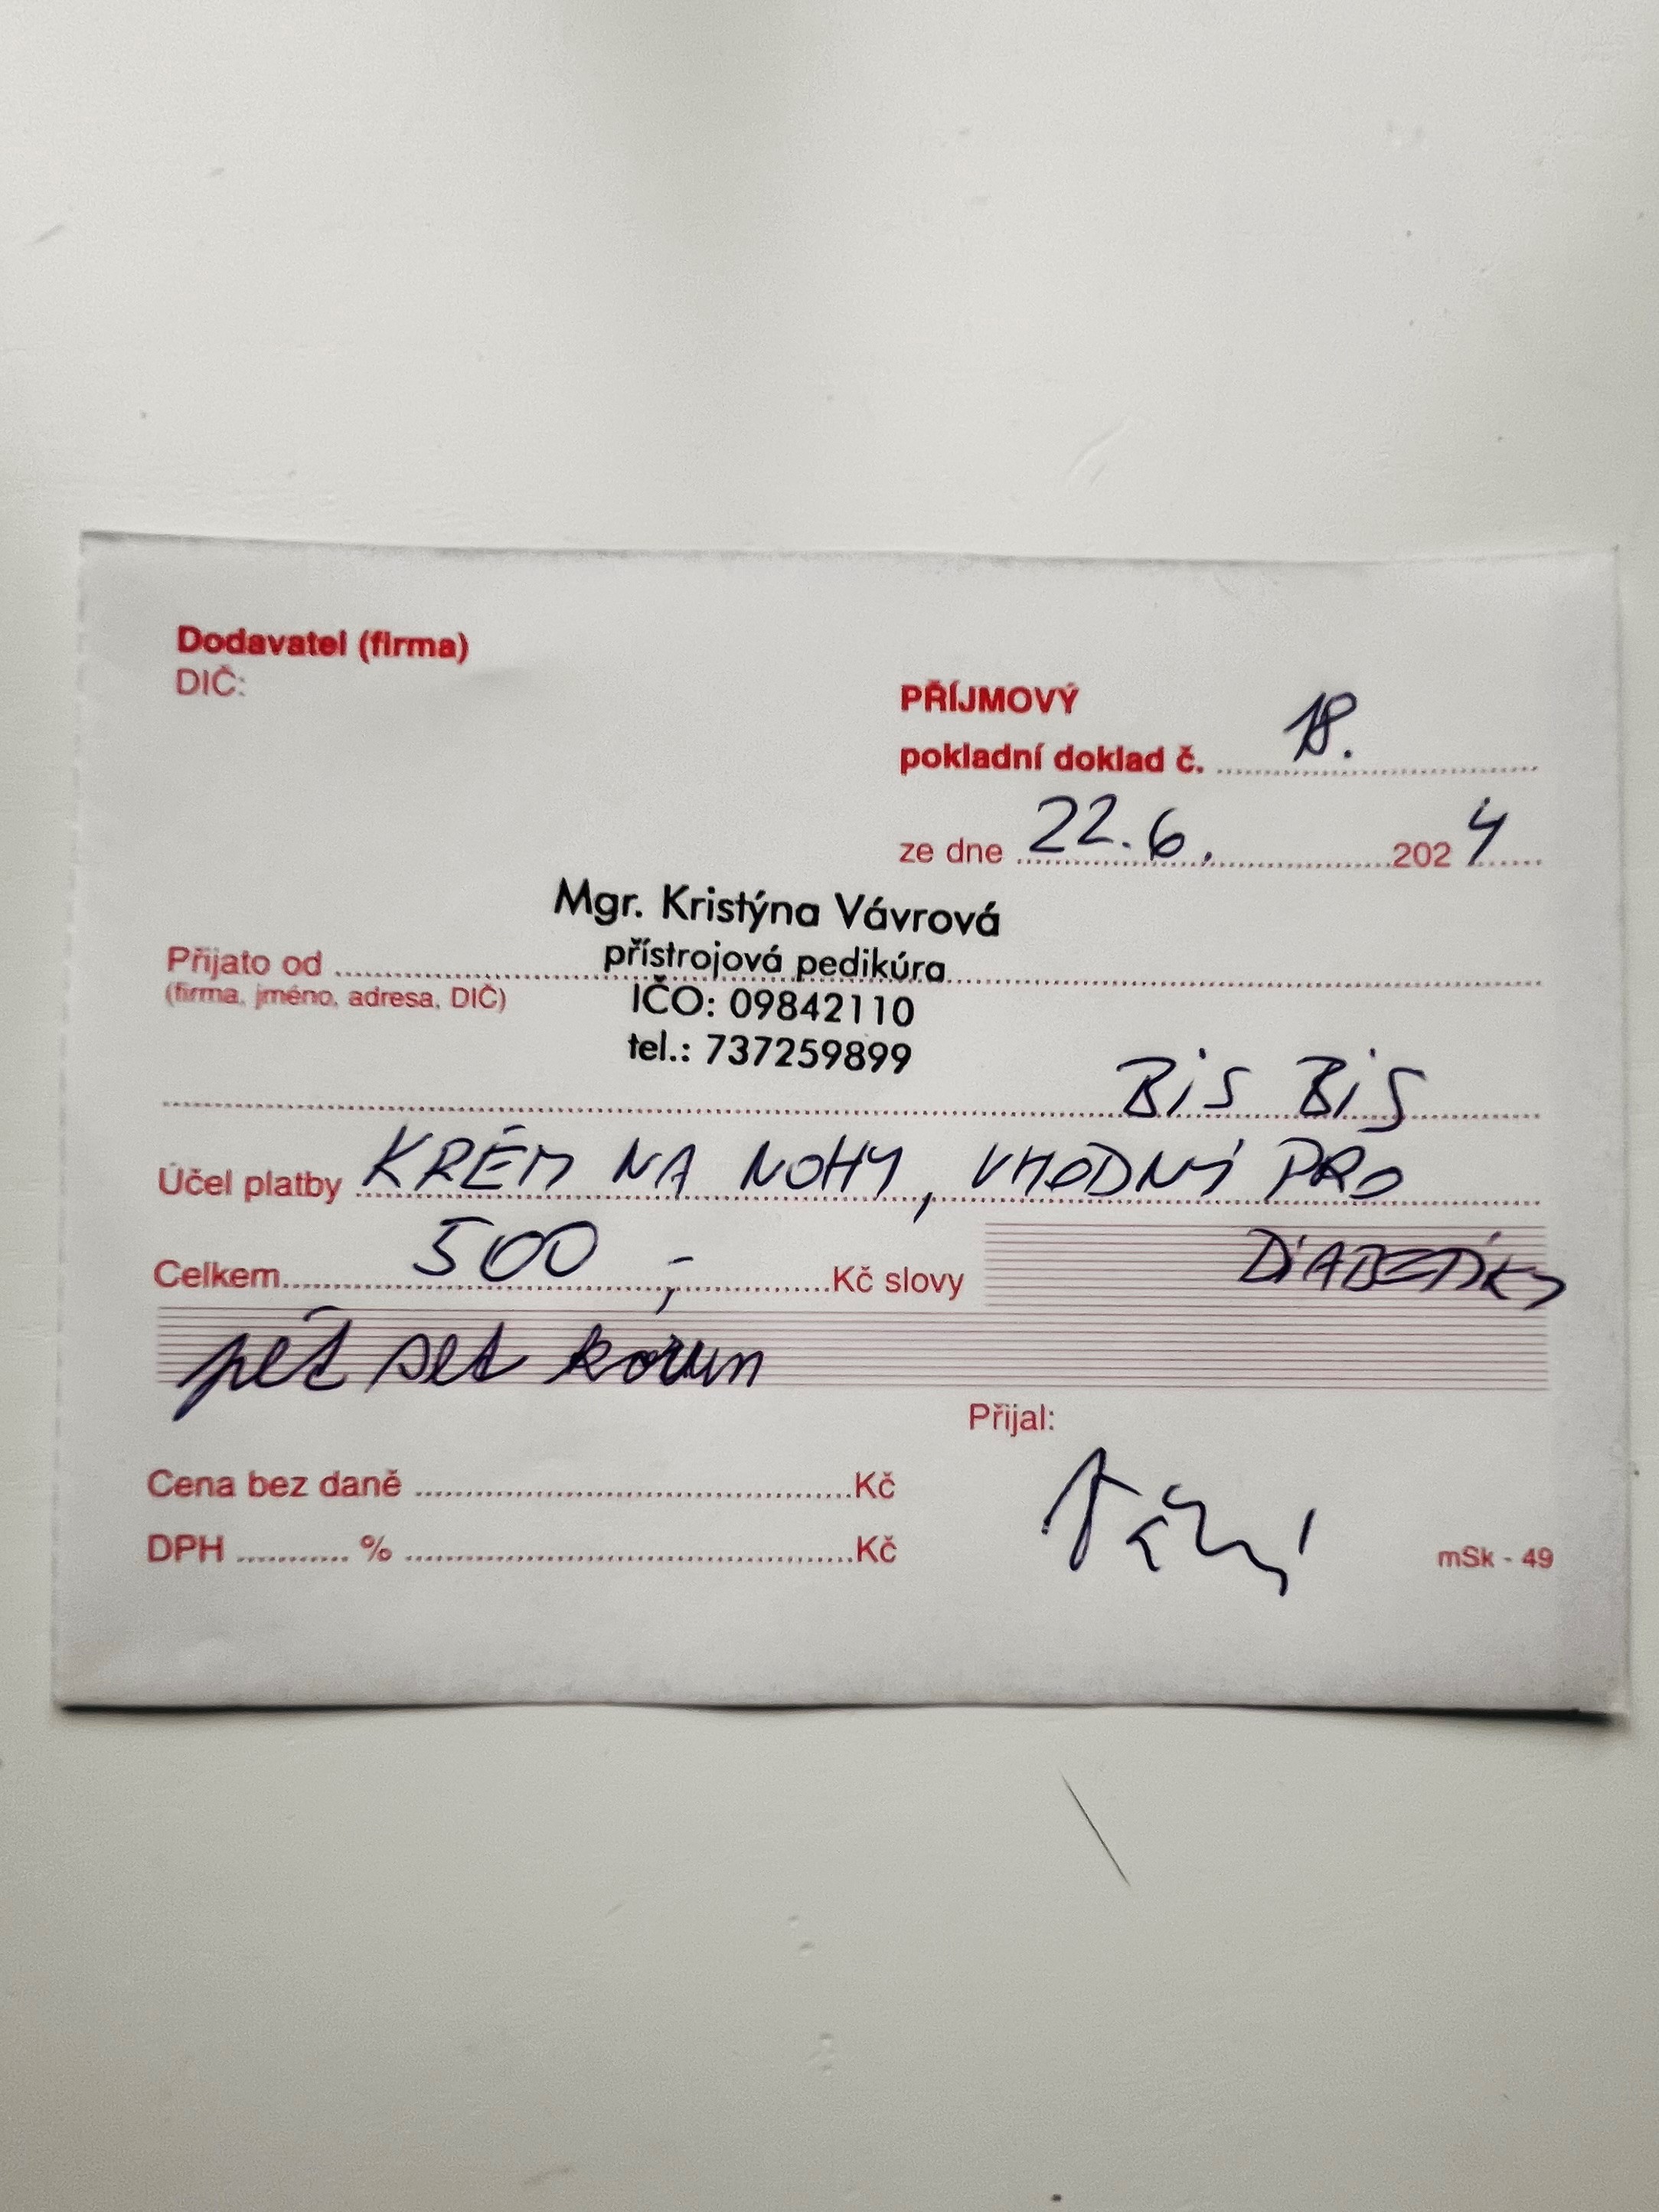 Dodavatel (firma)
DIČ:
PŘÍJMOVÝ
pokladní doklad č. 18.
ze dne 22.6. 2024
Mgr. Kristýna Vávrová
Přijato od přístrojová pedikúra
(firma, jméno, adresa, DIČ) IČO: 09842110
tel.: 737259899
BiS BiS
Účel platby KRÉM NA NOHY, VHODNÝ PRO
Celkem 500,- Kč slovy DIABETIKY
pět set korun
Přijal:
Cena bez daně Kč
DPH % Kč
mSk - 49